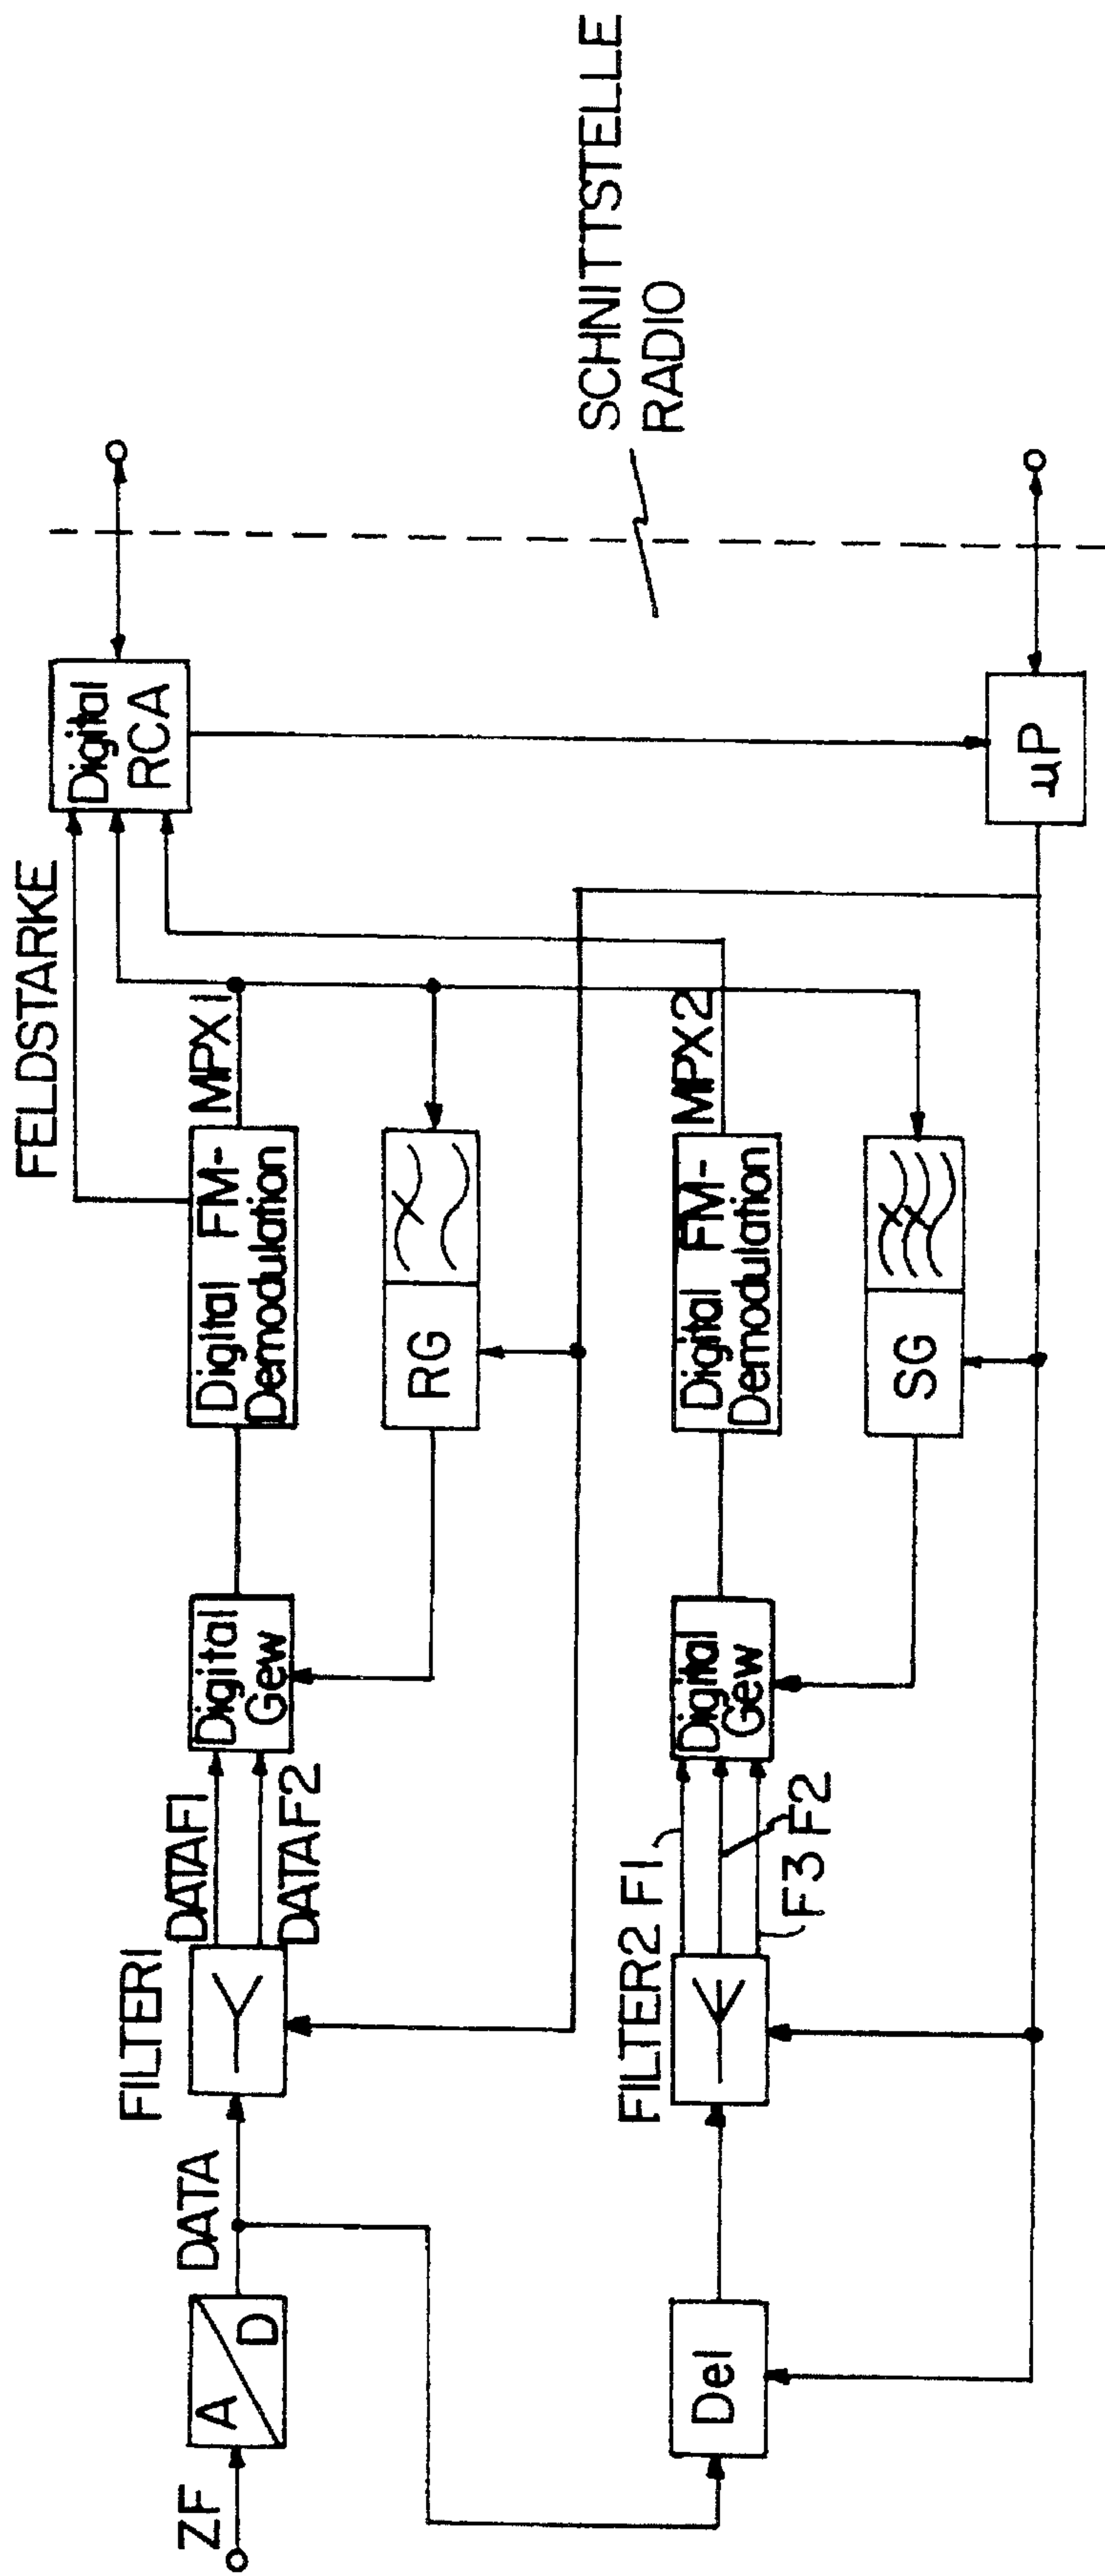 FELDSTARKE
ZF
A
D
DATA
FILTER1
DATAF1
DATAF2
Digital
Gew
Digital FM-
Demodulation
MPX1
Digital
RCA
RG
SCHNITTSTELLE
RADIO
Del
FILTER2
F1
F2
F3
Digital
Gew
Digital FM-
Demodulation
MPX2
SG
µP